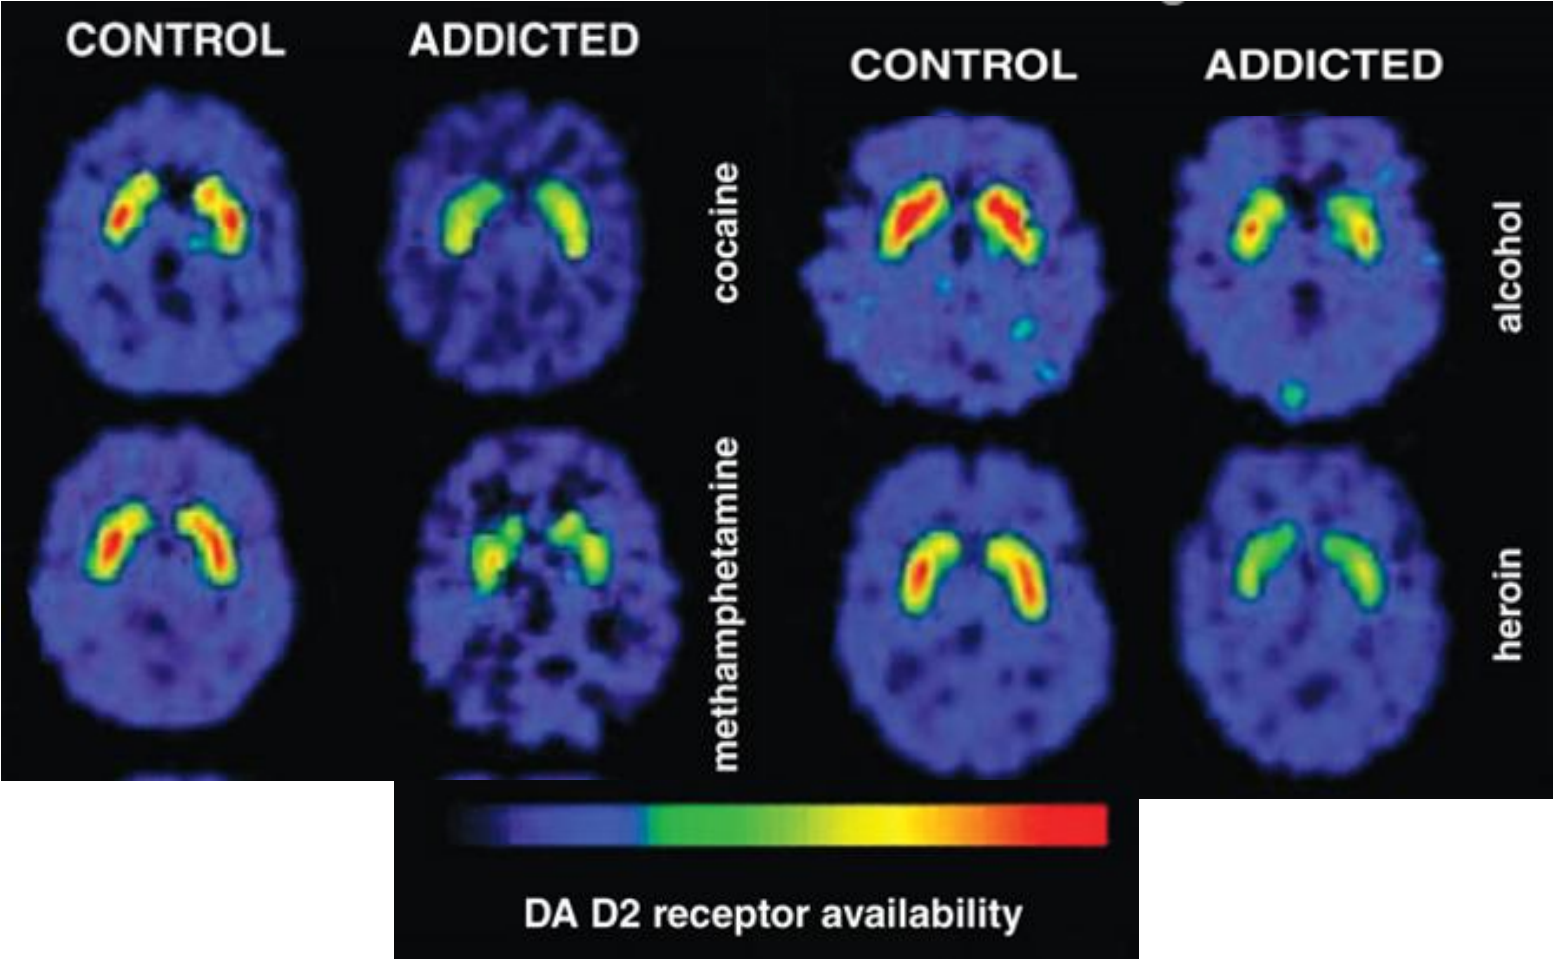 CONTROL
ADDICTED
cocaine
methamphetamine
CONTROL
ADDICTED
alcohol
heroin
DA D2 receptor availability